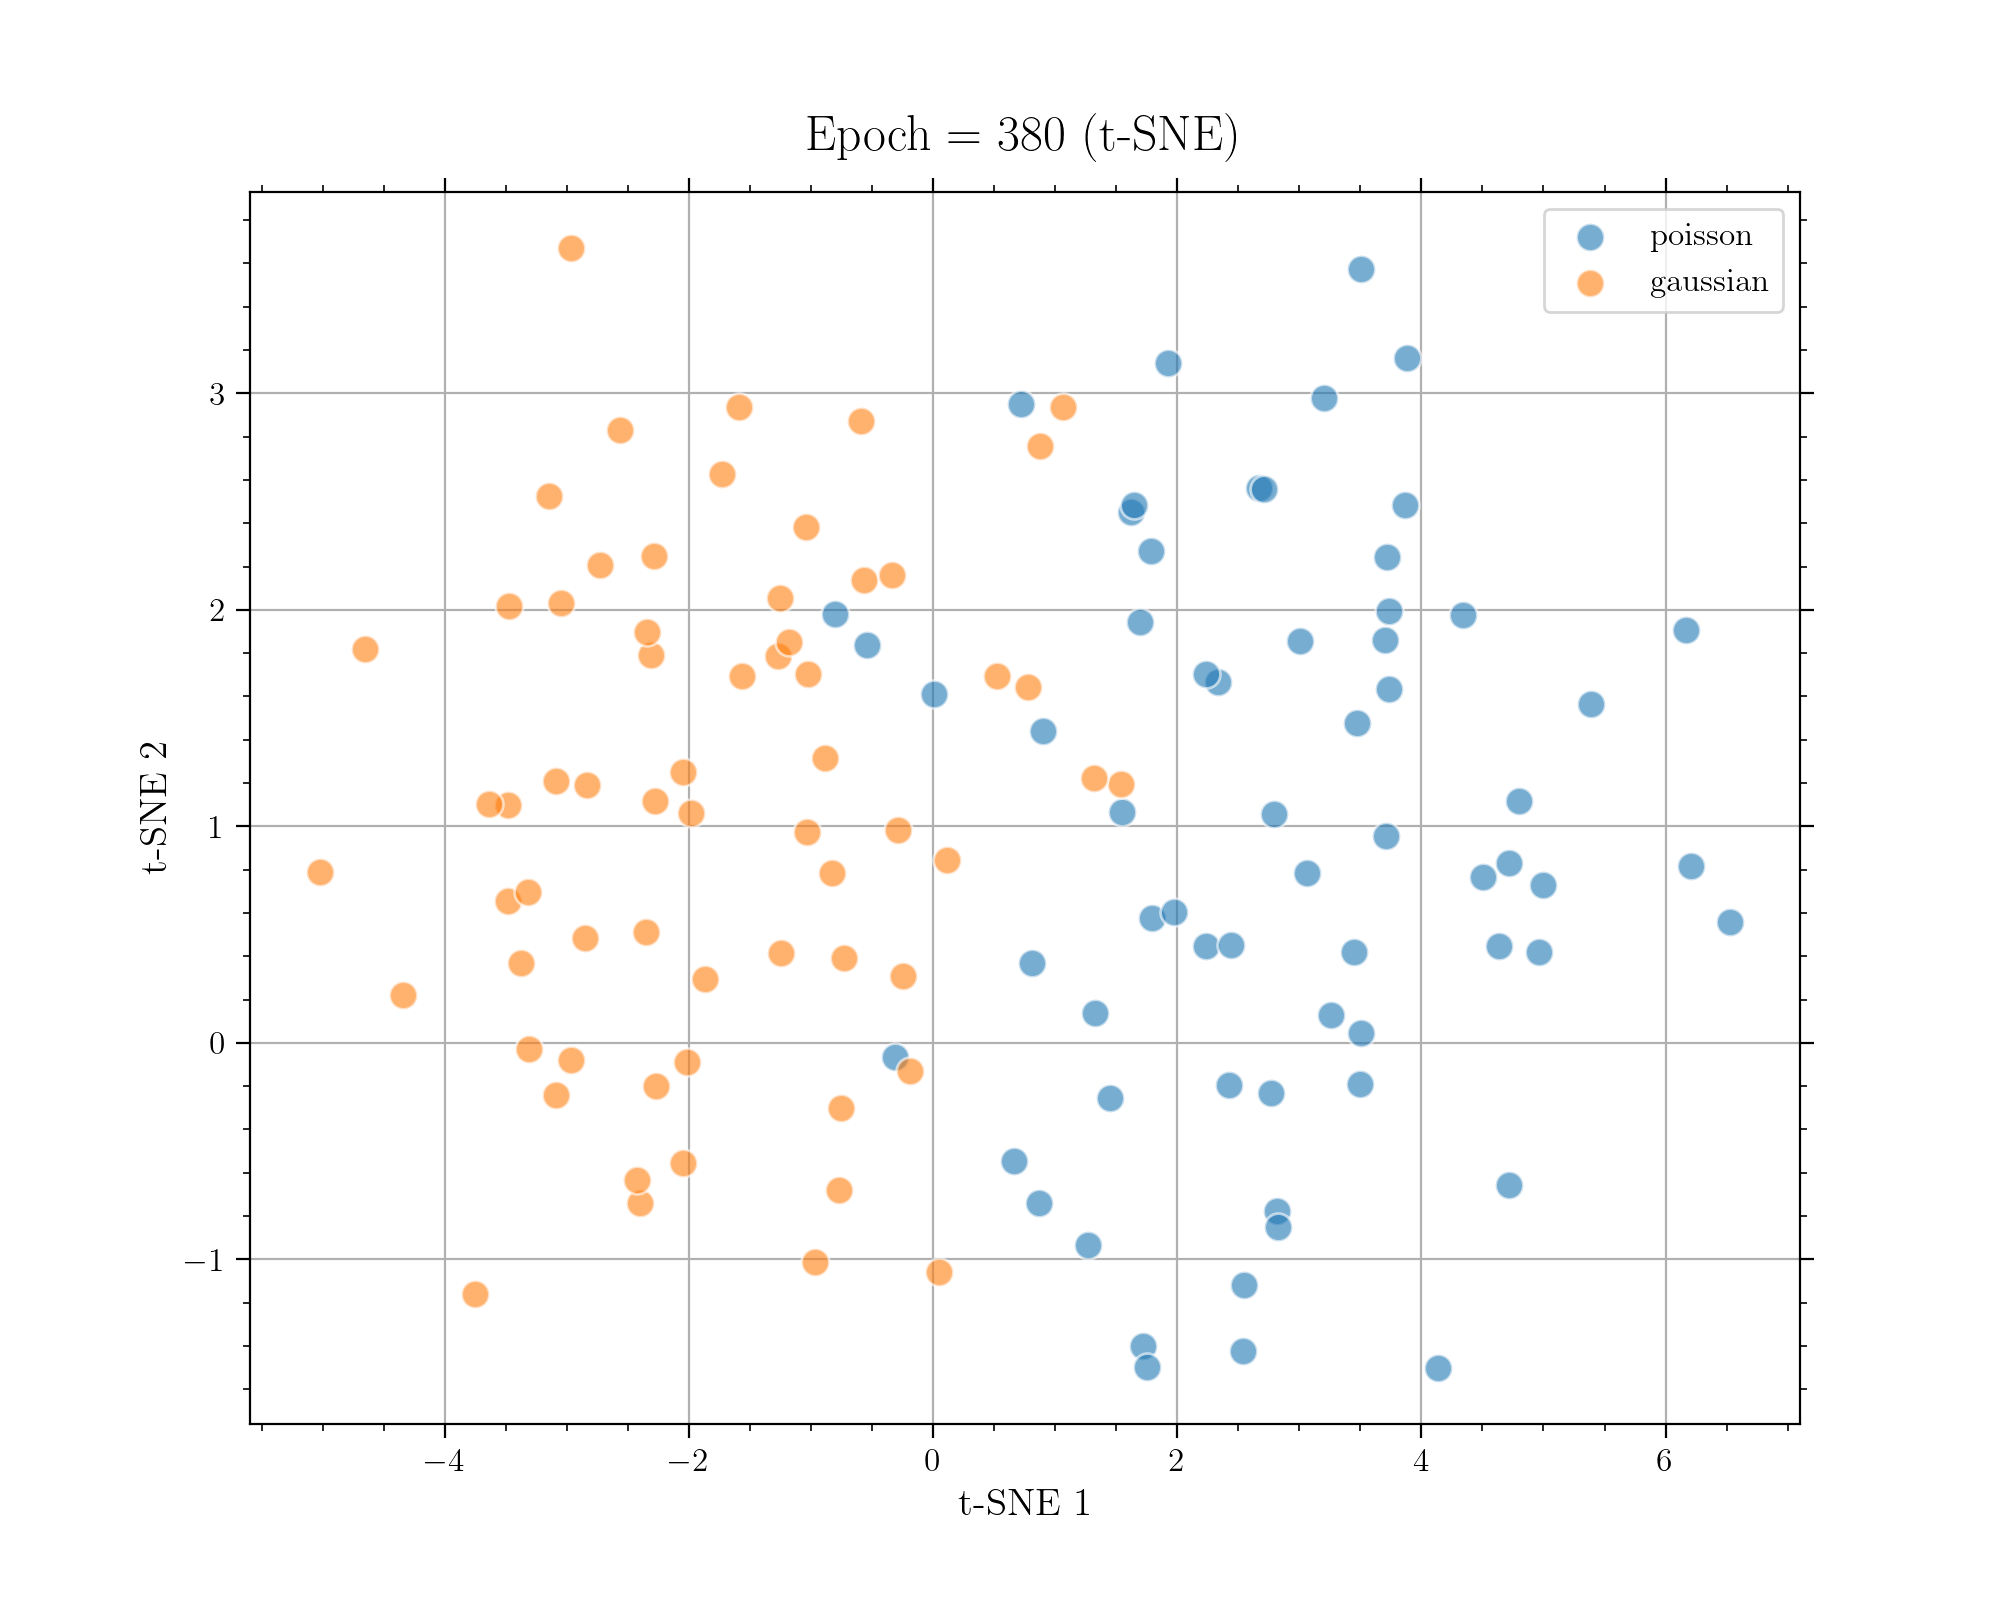 Epoch = 380 (t-SNE)
poisson
gaussian
3
2
1
0
−1
t-SNE 2
−4 −2 0 2 4 6
t-SNE 1